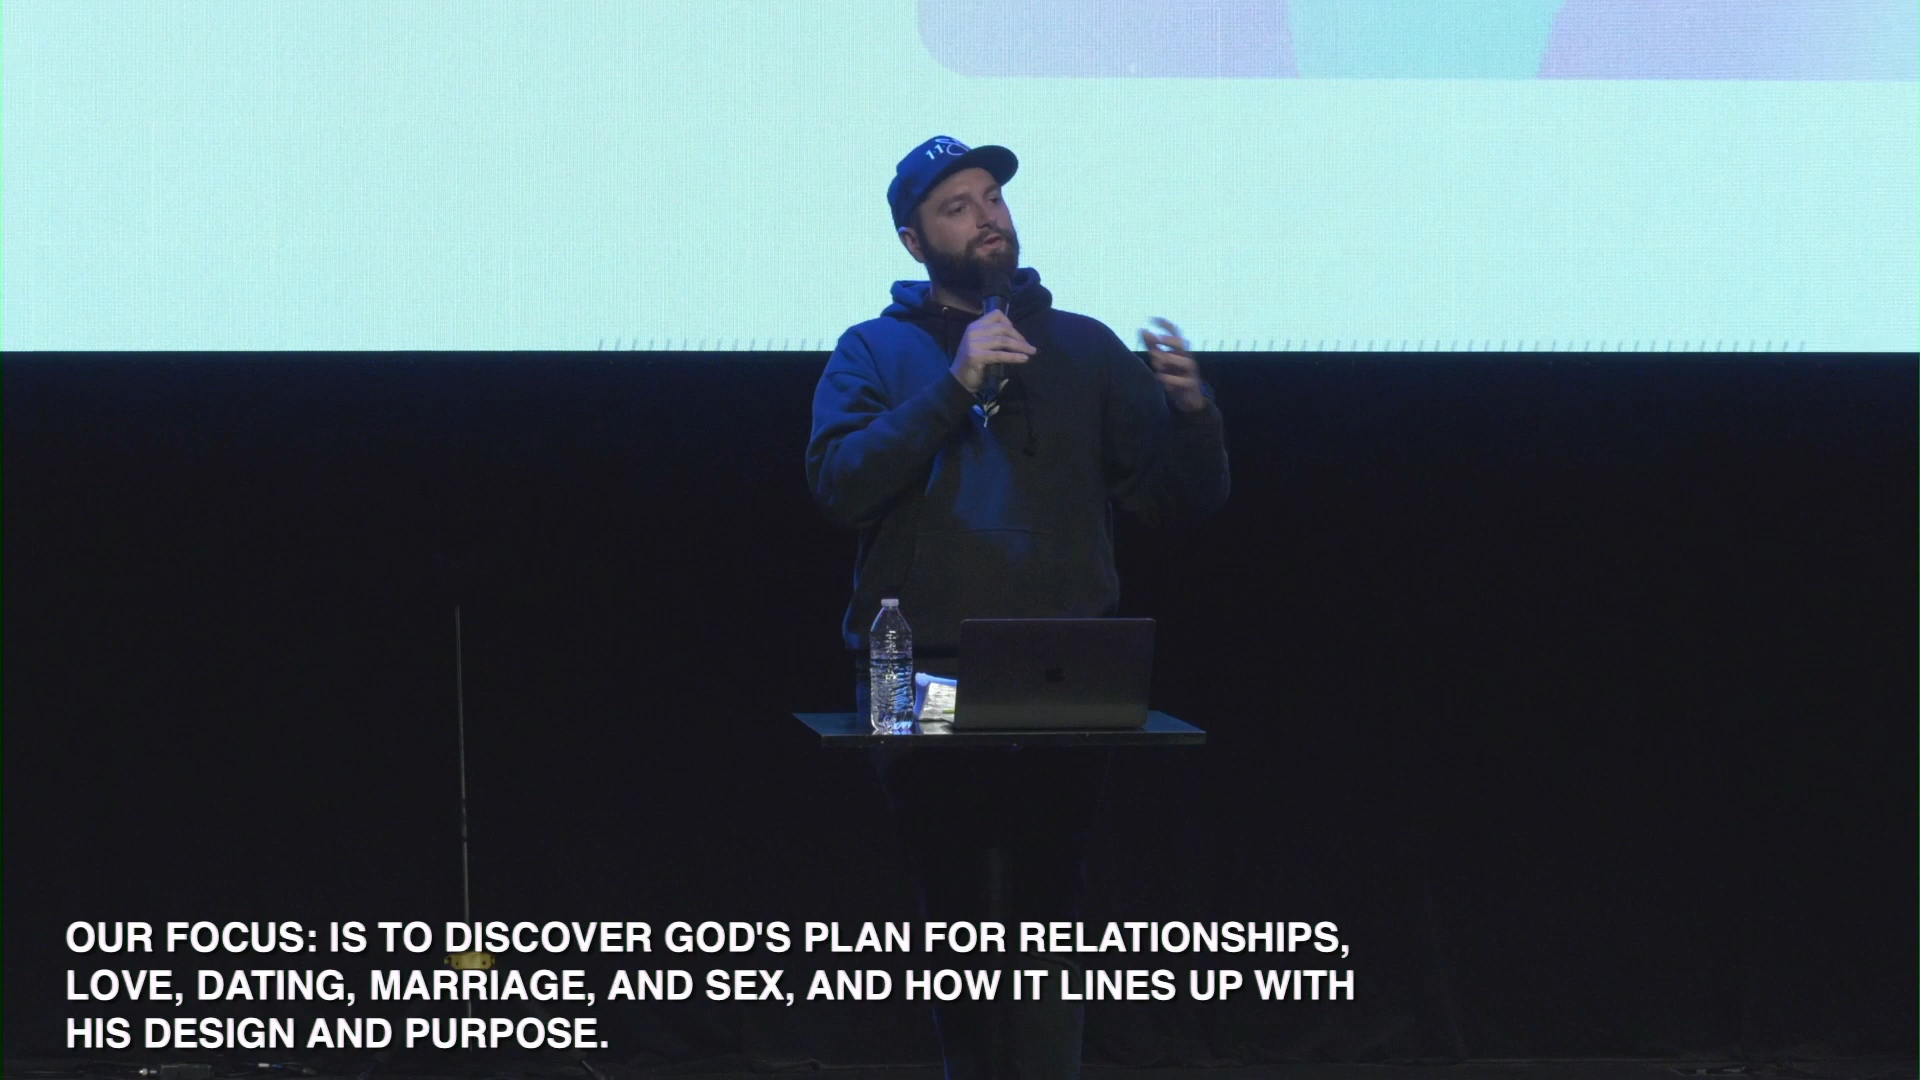 11
OUR FOCUS: IS TO DISCOVER GOD'S PLAN FOR RELATIONSHIPS,
LOVE, DATING, MARRIAGE, AND SEX, AND HOW IT LINES UP WITH
HIS DESIGN AND PURPOSE.